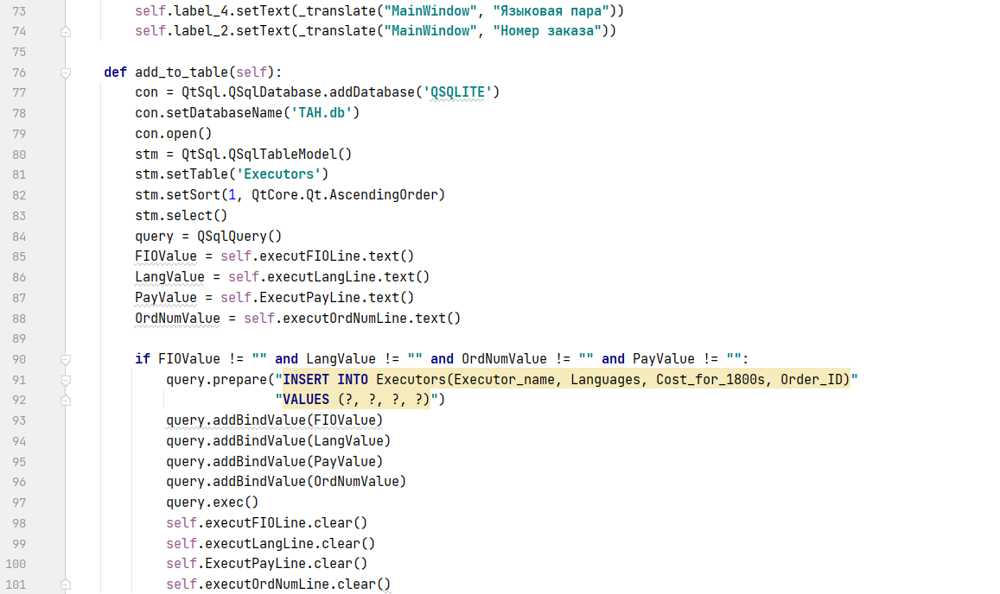 73 self.label_4.setText(_translate("MainWindow", "Языковая пара"))
74 self.label_2.setText(_translate("MainWindow", "Номер заказа"))
75
76 def add_to_table(self):
77 con = QtSql.QSqlDatabase.addDatabase('QSQLITE')
78 con.setDatabaseName('TAH.db')
79 con.open()
80 stm = QtSql.QSqlTableModel()
81 stm.setTable('Executors')
82 stm.setSort(1, QtCore.Qt.AscendingOrder)
83 stm.select()
84 query = QSqlQuery()
85 FIOValue = self.executFIOLine.text()
86 LangValue = self.executLangLine.text()
87 PayValue = self.ExecutPayLine.text()
88 OrdNumValue = self.executOrdNumLine.text()
89
90 if FIOValue != "" and LangValue != "" and OrdNumValue != "" and PayValue != "":
91 query.prepare("INSERT INTO Executors(Executor_name, Languages, Cost_for_1800s, Order_ID)"
92 "VALUES (?, ?, ?, ?)")
93 query.addBindValue(FIOValue)
94 query.addBindValue(LangValue)
95 query.addBindValue(PayValue)
96 query.addBindValue(OrdNumValue)
97 query.exec()
98 self.executFIOLine.clear()
99 self.executLangLine.clear()
100 self.ExecutPayLine.clear()
101 self.executOrdNumLine.clear()